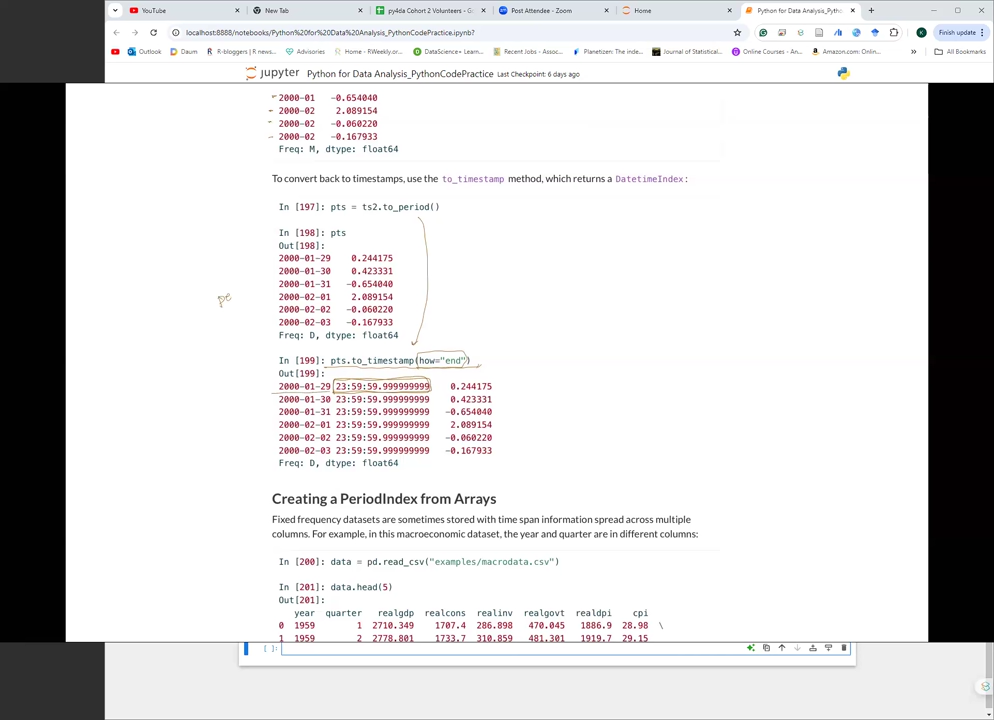 YouTube
New Tab
py4da Cohort 2 Volunteers - Go
Post Attendee - Zoom
Home
Python for Data Analysis_Pytho
localhost:8888/notebooks/Python%20for%20Data%20Analysis_PythonCodePractice.ipynb?
K
Finish update
Outlook
Daum
R-bloggers | R news...
Advisories
Home - RWeekly.or...
DataScience+ Learn...
Recent Jobs - Assoc...
Planetizen: The inde...
Journal of Statistical...
Online Courses - An...
Amazon.com: Onlin...
All Bookmarks
jupyter Python for Data Analysis_PythonCodePractice Last Checkpoint: 6 days ago
2000-01 -0.654040
2000-02 2.089154
2000-02 -0.060220
2000-02 -0.167933
Freq: M, dtype: float64
To convert back to timestamps, use the to_timestamp method, which returns a DatetimeIndex:
In [197]: pts = ts2.to_period()
In [198]: pts
Out[198]:
2000-01-29 0.244175
2000-01-30 0.423331
2000-01-31 -0.654040
2000-02-01 2.089154
pe
2000-02-02 -0.060220
2000-02-03 -0.167933
Freq: D, dtype: float64
In [199]: pts.to_timestamp(how="end")
Out[199]:
2000-01-29 23:59:59.999999999 0.244175
2000-01-30 23:59:59.999999999 0.423331
2000-01-31 23:59:59.999999999 -0.654040
2000-02-01 23:59:59.999999999 2.089154
2000-02-02 23:59:59.999999999 -0.060220
2000-02-03 23:59:59.999999999 -0.167933
Freq: D, dtype: float64
Creating a PeriodIndex from Arrays
Fixed frequency datasets are sometimes stored with time span information spread across multiple
columns. For example, in this macroeconomic dataset, the year and quarter are in different columns:
In [200]: data = pd.read_csv("examples/macrodata.csv")
In [201]: data.head(5)
Out[201]:
year quarter realgdp realcons realinv realgovt realdpi cpi
0 1959 1 2710.349 1707.4 286.898 470.045 1886.9 28.98 \
1 1959 2 2778.801 1733.7 310.859 481.301 1919.7 29.15
[ ]: